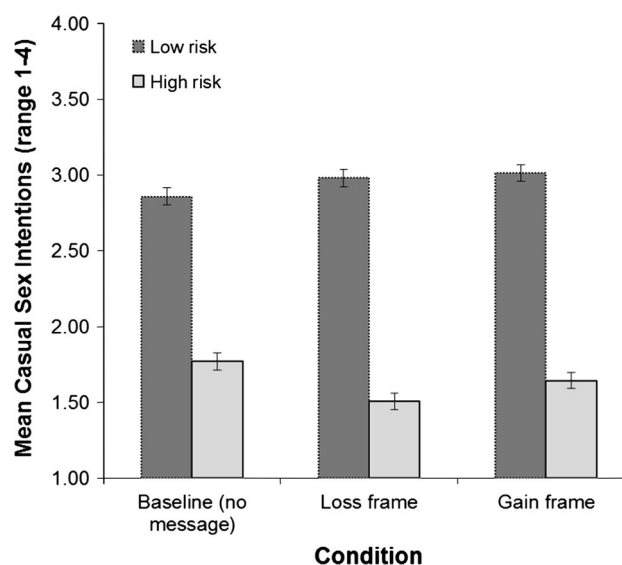 Mean Casual Sex Intentions (range 1-4)
4.00
3.50
3.00
2.50
2.00
1.50
1.00
Low risk
High risk
Baseline (no
message)
Loss frame
Gain frame
Condition